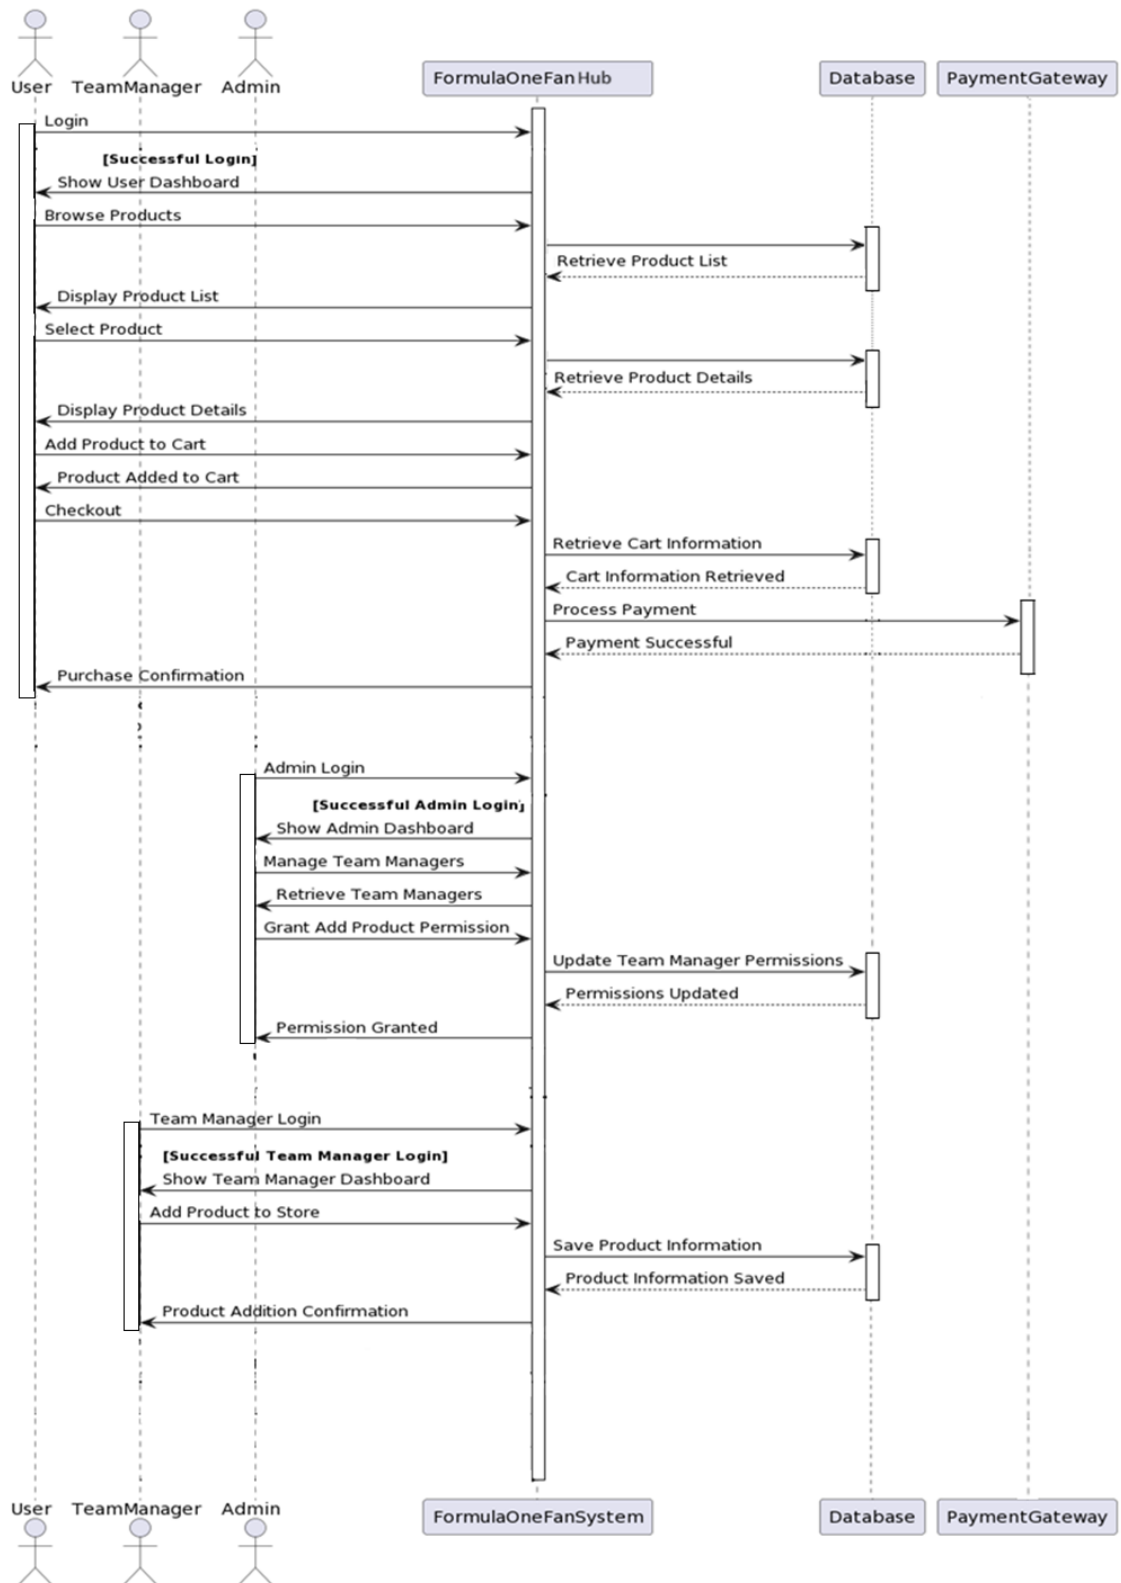 User TeamManager Admin FormulaOneFan Hub Database PaymentGateway
Login
[Successful Login]
Show User Dashboard
Browse Products
Retrieve Product List
Display Product List
Select Product
Retrieve Product Details
Display Product Details
Add Product to Cart
Product Added to Cart
Checkout
Retrieve Cart Information
Cart Information Retrieved
Process Payment
Payment Successful
Purchase Confirmation
Admin Login
[Successful Admin Login]
Show Admin Dashboard
Manage Team Managers
Retrieve Team Managers
Grant Add Product Permission
Update Team Manager Permissions
Permissions Updated
Permission Granted
Team Manager Login
[Successful Team Manager Login]
Show Team Manager Dashboard
Add Product to Store
Save Product Information
Product Information Saved
Product Addition Confirmation
User TeamManager Admin FormulaOneFanSystem Database PaymentGateway